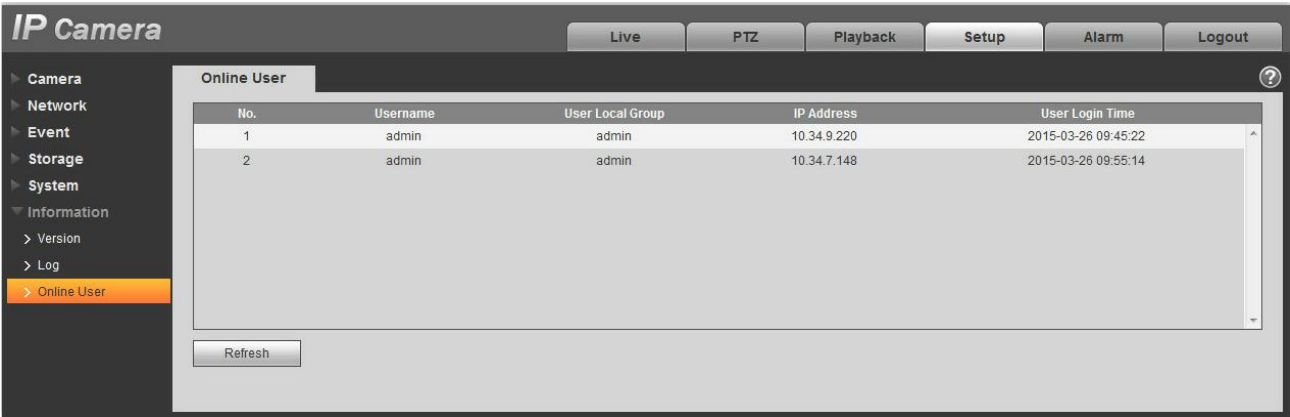 IP Camera
Live PTZ Playback Setup Alarm Logout
Camera
Network
Event
Storage
System
Information
Version
Log
Online User
Online User
?
No. Username User Local Group IP Address User Login Time
1 admin admin 10.34.9.220 2015-03-26 09:45:22
2 admin admin 10.34.7.148 2015-03-26 09:55:14
Refresh